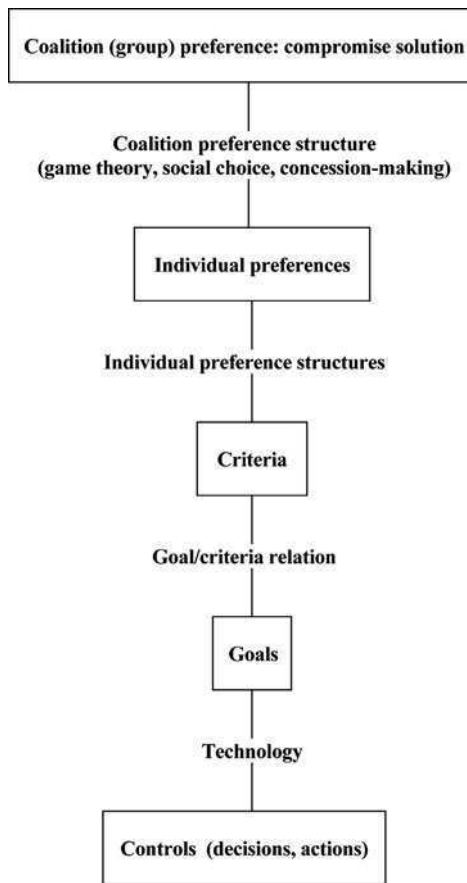 Coalition (group) preference: compromise solution
Coalition preference structure
(game theory, social choice, concession-making)
Individual preferences
Individual preference structures
Criteria
Goal/criteria relation
Goals
Technology
Controls (decisions, actions)